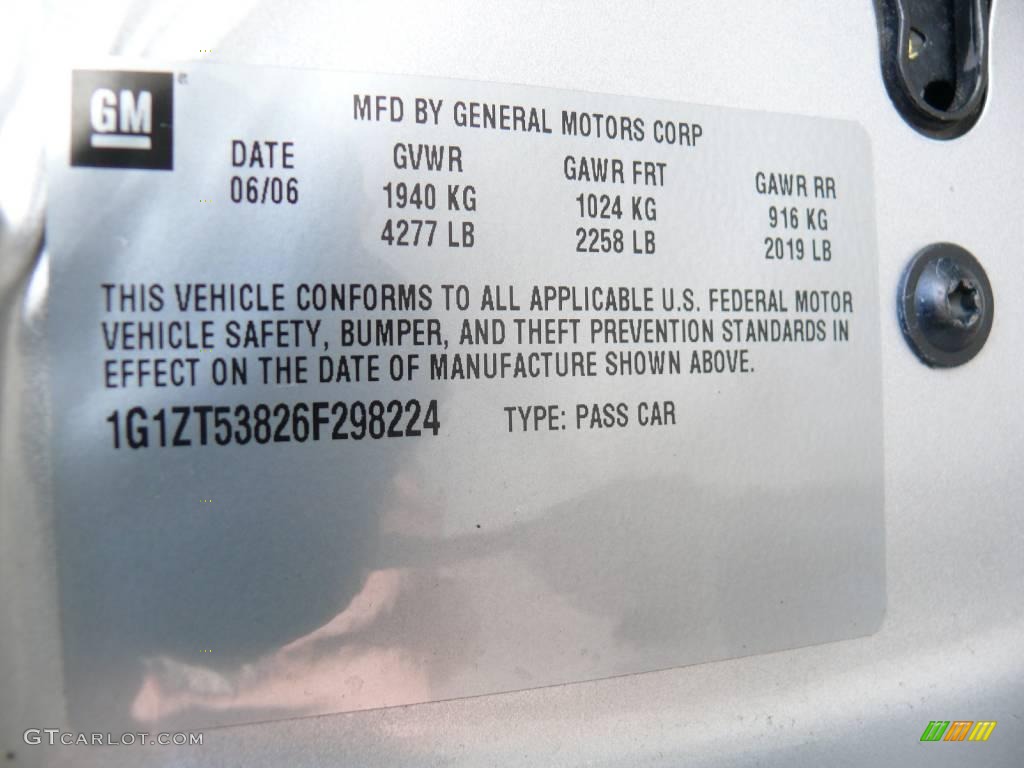 GM ®
MFD BY GENERAL MOTORS CORP
DATE GVWR GAWR FRT GAWR RR
06/06 1940 KG 1024 KG 916 KG
4277 LB 2258 LB 2019 LB
THIS VEHICLE CONFORMS TO ALL APPLICABLE U.S. FEDERAL MOTOR
VEHICLE SAFETY, BUMPER, AND THEFT PREVENTION STANDARDS IN
EFFECT ON THE DATE OF MANUFACTURE SHOWN ABOVE.
1G1ZT53826F298224 TYPE: PASS CAR
GTCARLOT.COM